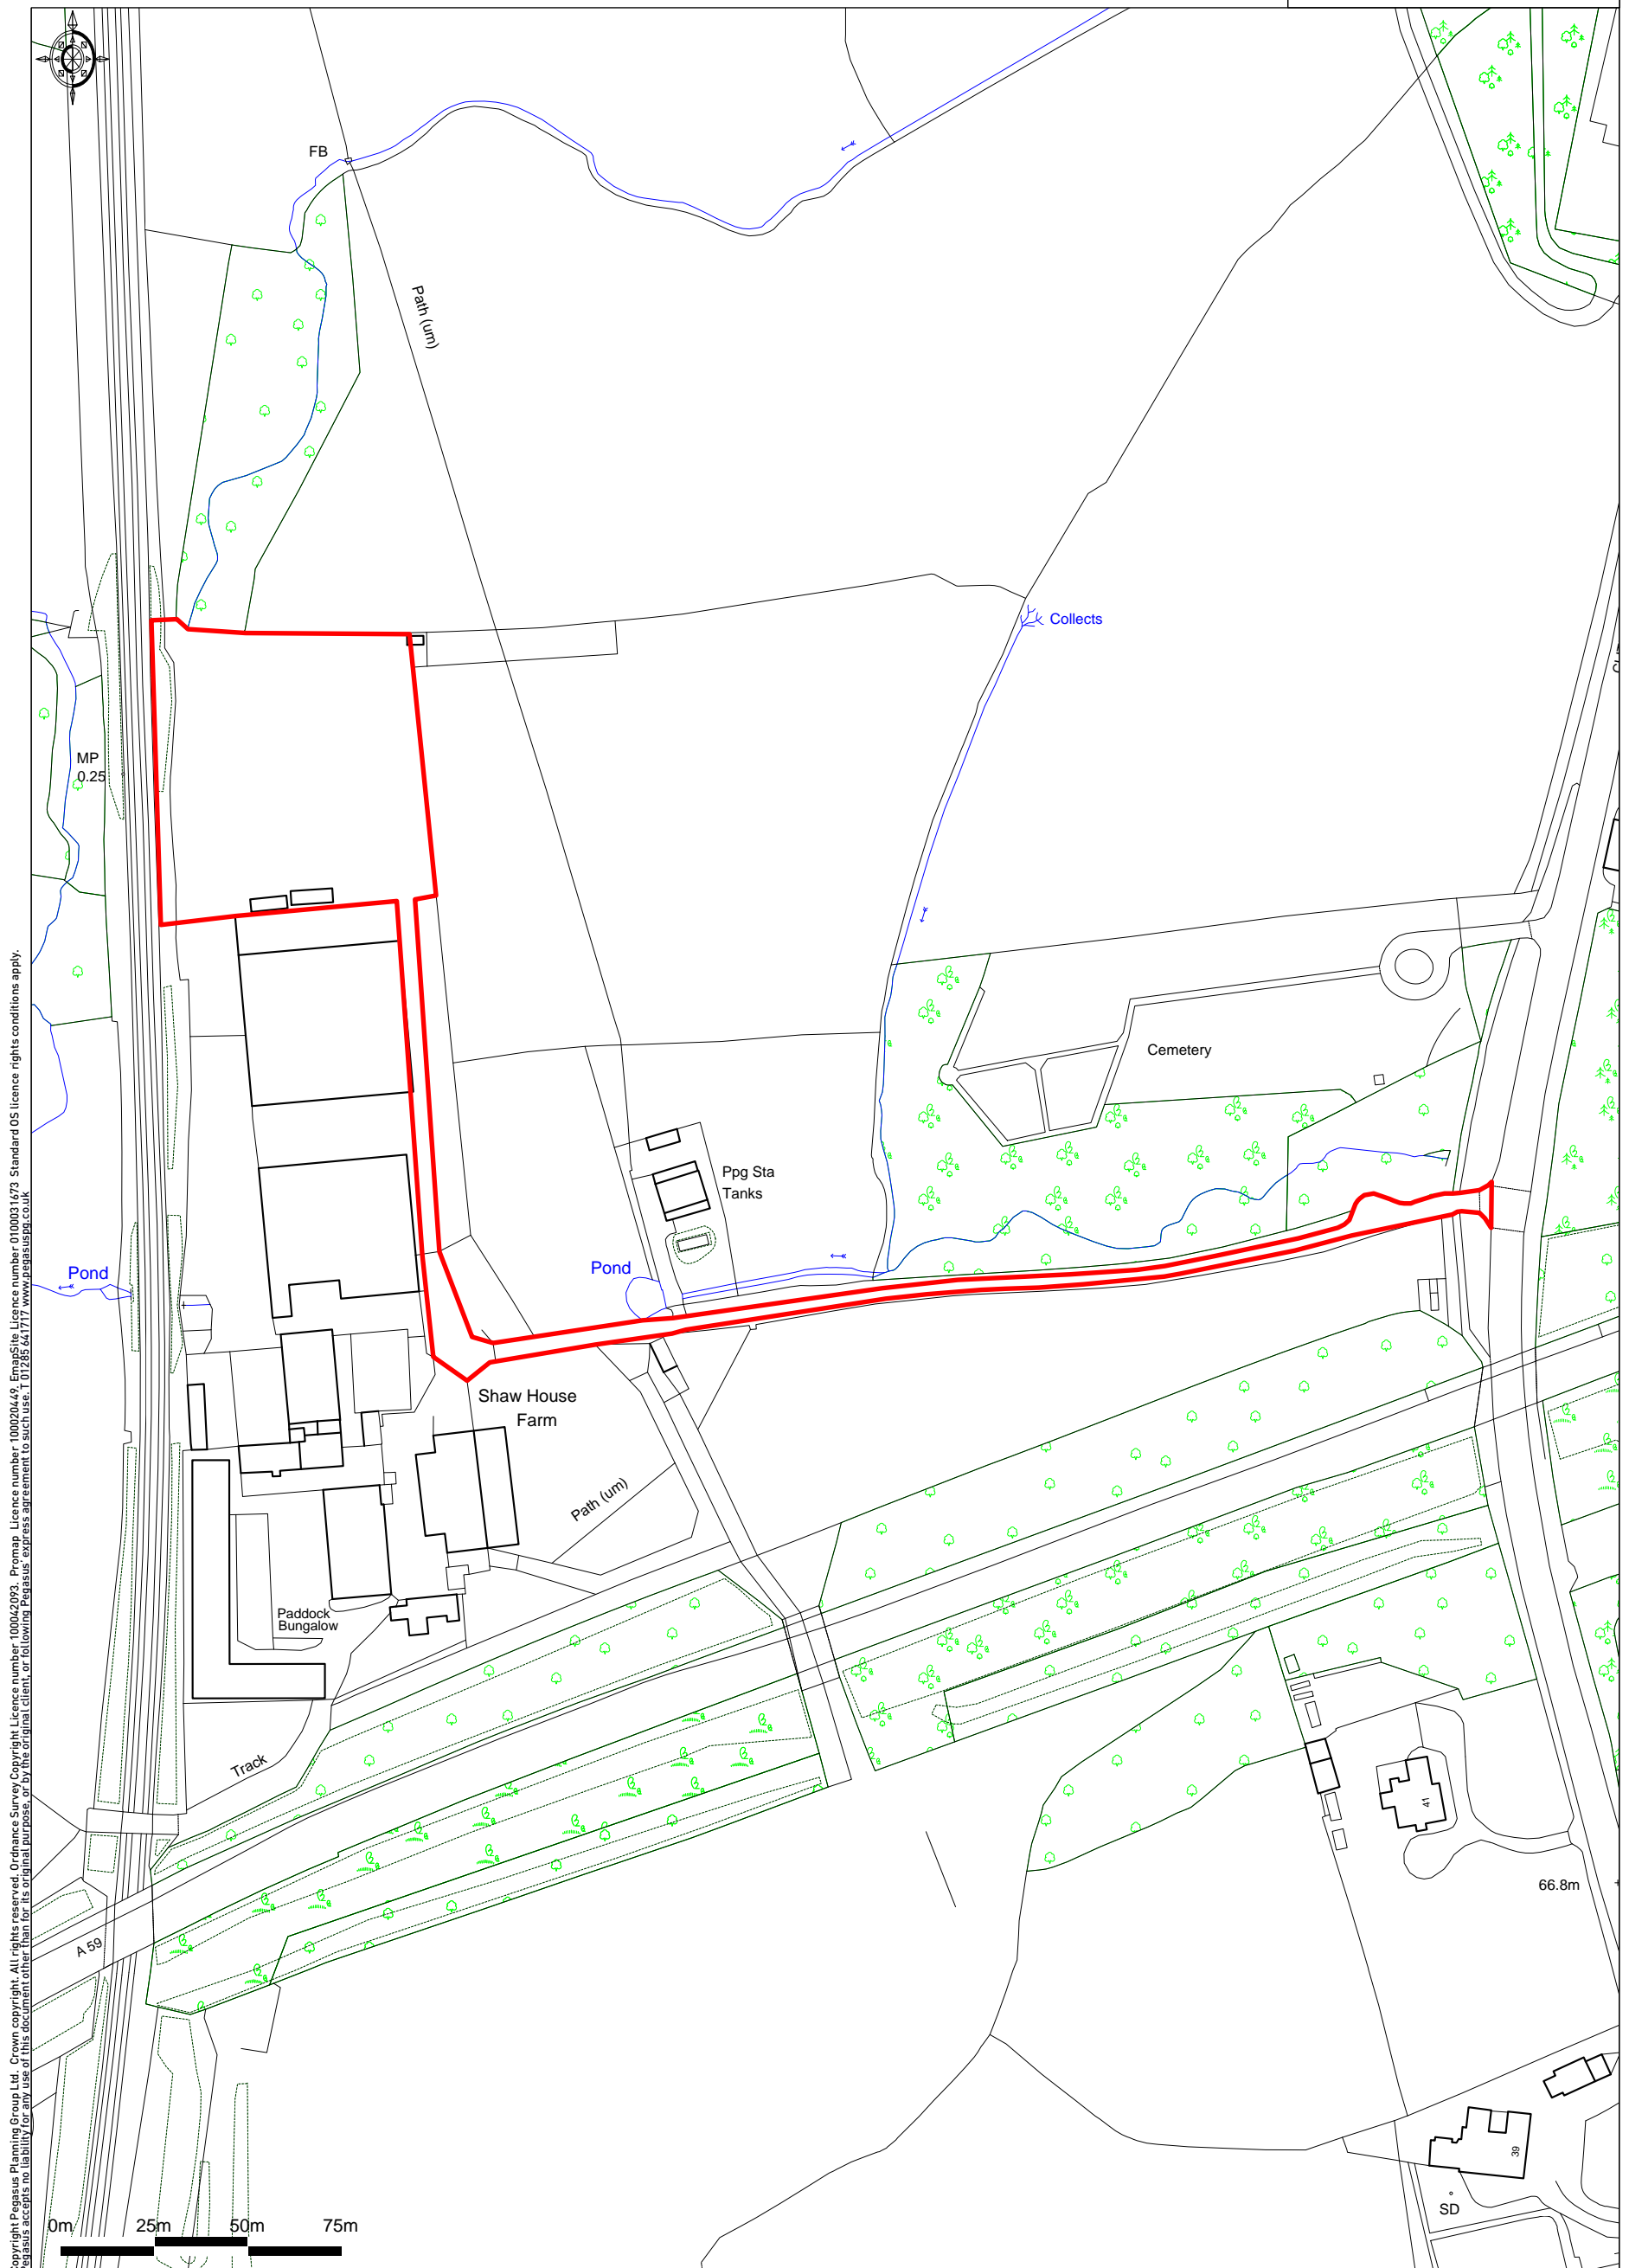 FB
Path (um)
Collects
MP
0.25
Cemetery
Ppg Sta
Tanks
Pond
Pond
Shaw House
Farm
Path (um)
Paddock
Bungalow
Track
41
66.8m
A 59
39
SD
0m 25m 50m 75m
Copyright Pegasus Planning Group Ltd. Crown copyright. All rights reserved. Ordnance Survey Copyright Licence number 100042093. Promap Licence number 100020449. EmapSite Licence number 0100031673 Standard OS licence rights conditions apply.
Pegasus accepts no liability for any use of this document other than for its original purpose, or by the original client, or following Pegasus' express agreement to such use. T 01285 641717 www.pegasuspg.co.uk